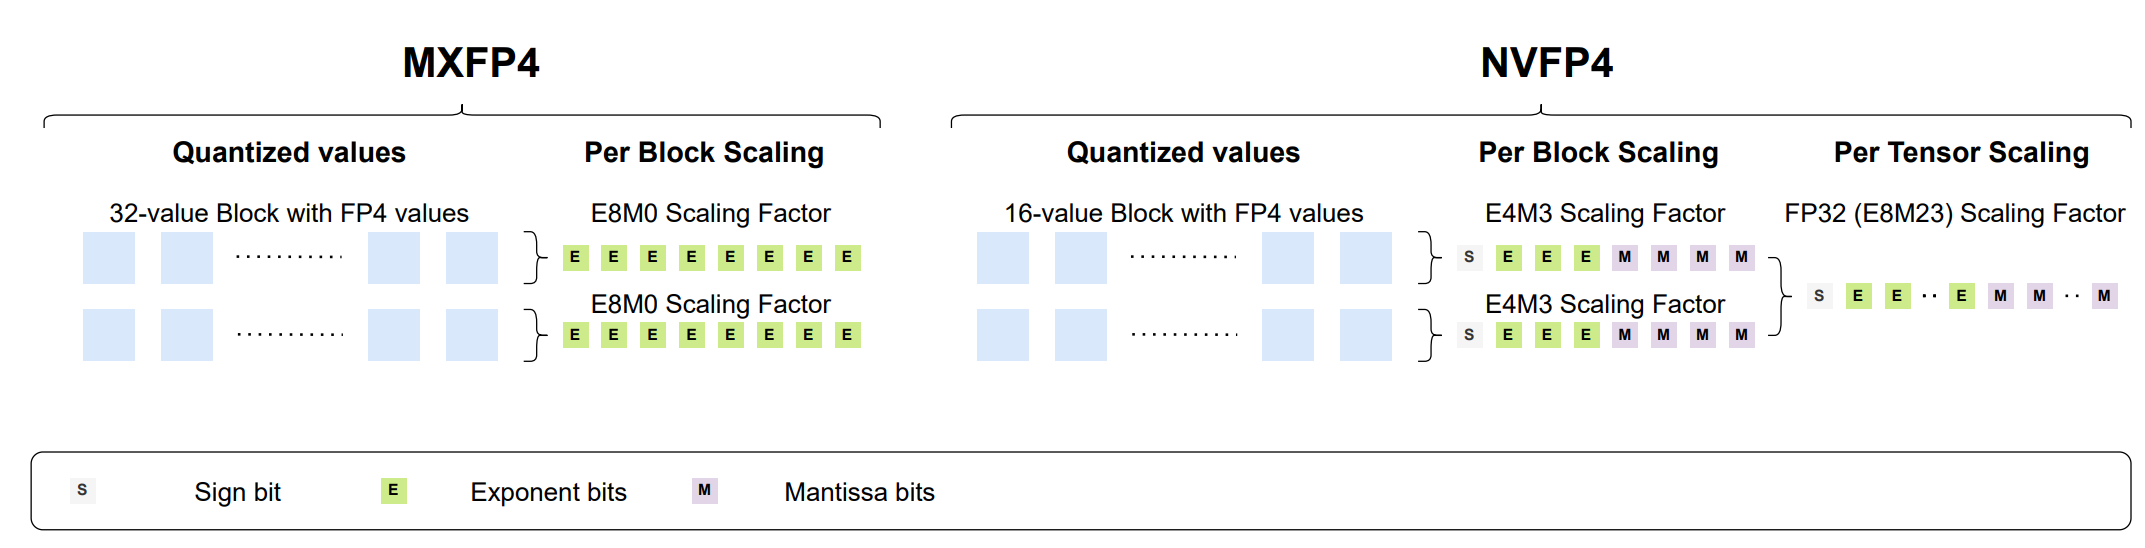 MXFP4
NVFP4
Quantized values
Per Block Scaling
Quantized values
Per Block Scaling
Per Tensor Scaling
32-value Block with FP4 values
E8M0 Scaling Factor
16-value Block with FP4 values
E4M3 Scaling Factor
FP32 (E8M23) Scaling Factor
E E E E E E E E
S E E E M M M M
S E E ·· E M M ·· M
E8M0 Scaling Factor
E4M3 Scaling Factor
E E E E E E E E
S E E E M M M M
S Sign bit E Exponent bits M Mantissa bits